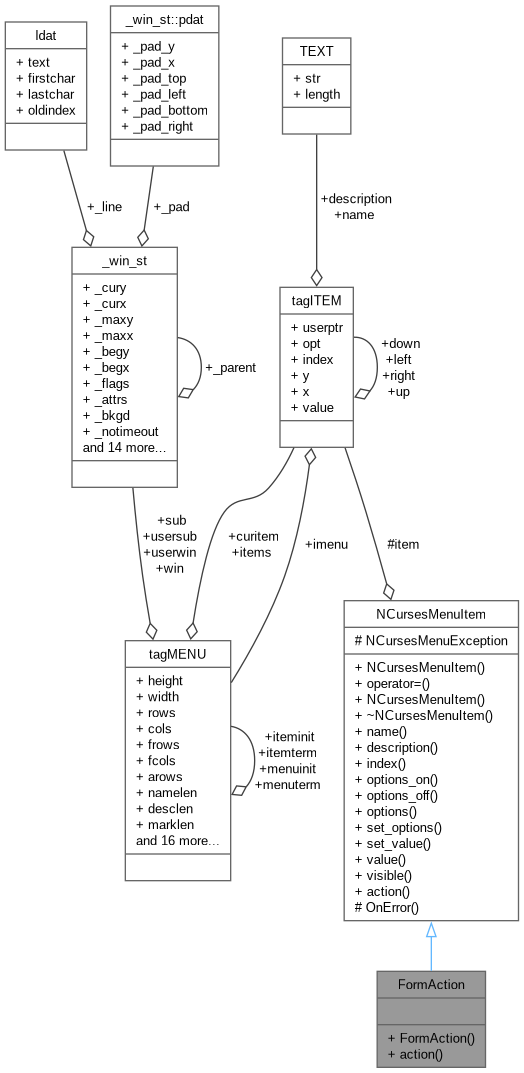 ldat
+ text
+ firstchar
+ lastchar
+ oldindex
_win_st::pdat
+ _pad_y
+ _pad_x
+ _pad_top
+ _pad_left
+ _pad_bottom
+ _pad_right
TEXT
+ str
+ length
+_line
+_pad
+description
+name
_win_st
+ _cury
+ _curx
+ _maxy
+ _maxx
+ _begy
+ _begx
+ _flags
+ _attrs
+ _bkgd
+ _notimeout
and 14 more...
+_parent
tagITEM
+ userptr
+ opt
+ index
+ y
+ x
+ value
+down
+left
+right
+up
+sub
+usersub
+userwin
+win
+curitem
+items
+imenu
#item
tagMENU
+ height
+ width
+ rows
+ cols
+ frows
+ fcols
+ arows
+ namelen
+ desclen
+ marklen
and 16 more...
+iteminit
+itemterm
+menuinit
+menuterm
NCursesMenuItem
# NCursesMenuException
+ NCursesMenuItem()
+ operator=()
+ NCursesMenuItem()
+ ~NCursesMenuItem()
+ name()
+ description()
+ index()
+ options_on()
+ options_off()
+ options()
+ set_options()
+ set_value()
+ value()
+ visible()
+ action()
# OnError()
FormAction
+ FormAction()
+ action()